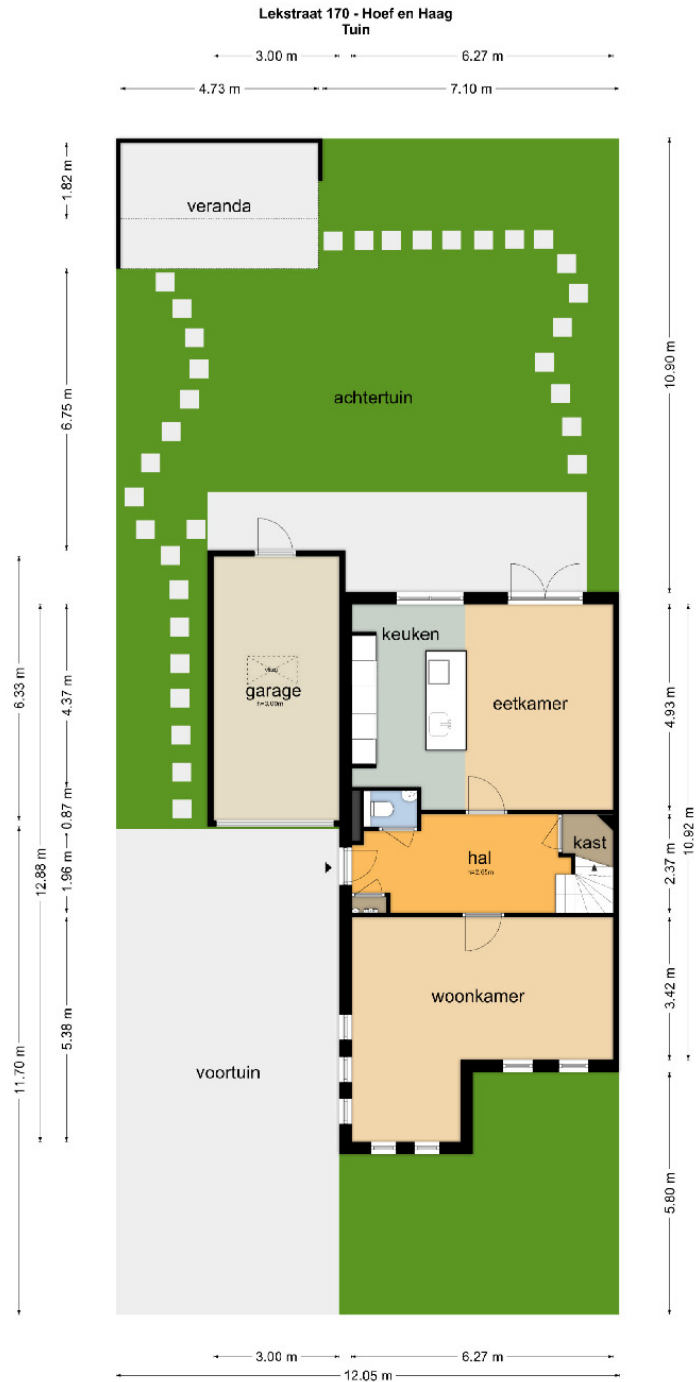 Lekstraat 170 - Hoef en Haag
Tuin
3.00 m
6.27 m
4.73 m
7.10 m
1.82 m
veranda
10.90 m
6.75 m
achtertuin
6.33 m
4.37 m
keuken
garage
h=3.00m
eetkamer
4.93 m
0.87 m
12.88 m
1.96 m
hal
kast
2.37 m
10.92 m
5.38 m
woonkamer
3.42 m
11.70 m
voortuin
5.80 m
3.00 m
6.27 m
12.05 m